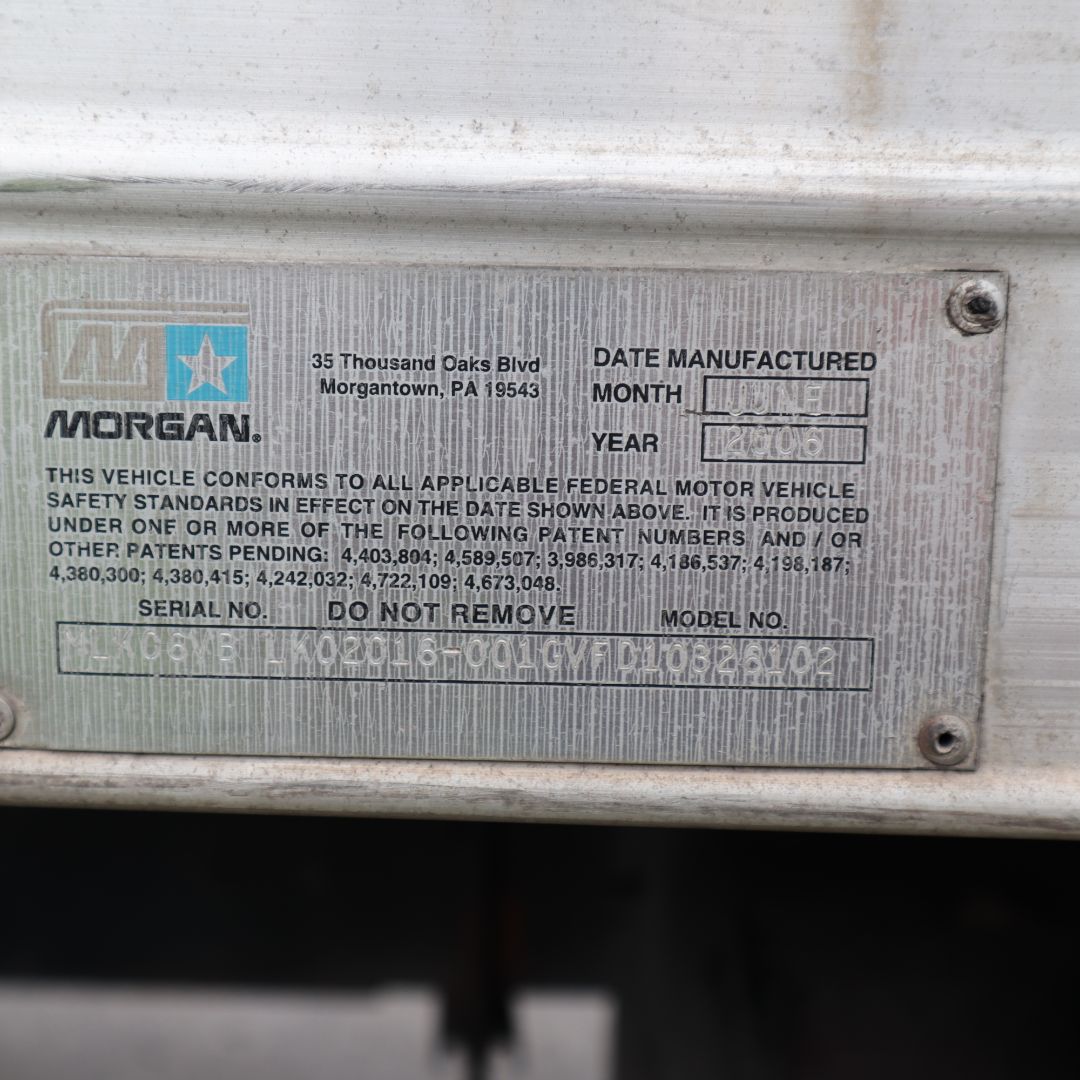 MORGAN®
35 Thousand Oaks Blvd
Morgantown, PA 19543
DATE MANUFACTURED
MONTH JUNE
YEAR 2006
THIS VEHICLE CONFORMS TO ALL APPLICABLE FEDERAL MOTOR VEHICLE
SAFETY STANDARDS IN EFFECT ON THE DATE SHOWN ABOVE. IT IS PRODUCED
UNDER ONE OR MORE OF THE FOLLOWING PATENT NUMBERS AND / OR
OTHER PATENTS PENDING: 4,403,804; 4,589,507; 3,986,317; 4,186,537; 4,198,187;
4,380,300; 4,380,415; 4,242,032; 4,722,109; 4,673,048.
SERIAL NO. DO NOT REMOVE MODEL NO.